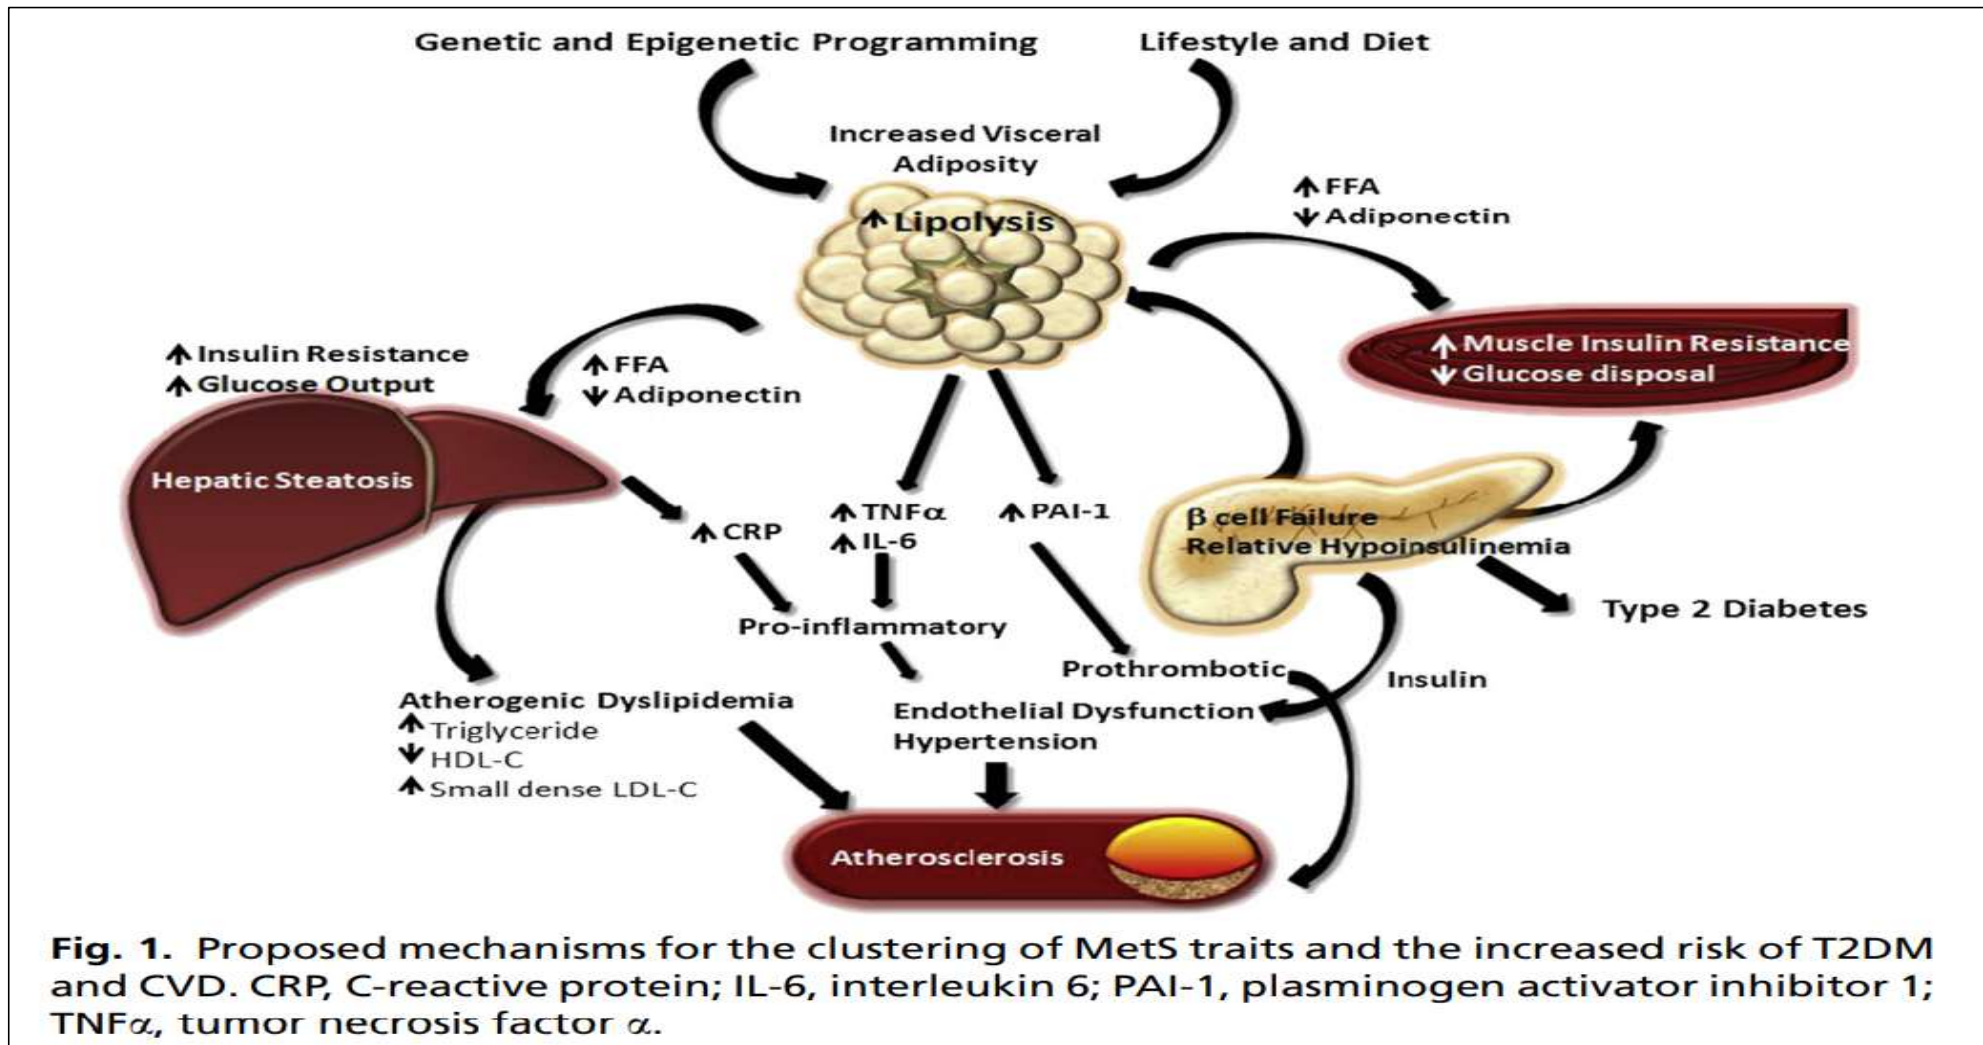 Genetic and Epigenetic Programming
Lifestyle and Diet
Increased Visceral
Adiposity
↑ Lipolysis
↑ FFA
↓ Adiponectin
↑ Muscle Insulin Resistance
↓ Glucose disposal
↑ Insulin Resistance
↑ Glucose Output
↑ FFA
↓ Adiponectin
Hepatic Steatosis
↑ CRP
↑ TNFα
↑ IL-6
↑ PAI-1
β cell Failure
Relative Hypoinsulinemia
Type 2 Diabetes
Pro-inflammatory
Prothrombotic
Insulin
Atherogenic Dyslipidemia
↑ Triglyceride
↓ HDL-C
↑ Small dense LDL-C
Endothelial Dysfunction
Hypertension
Atherosclerosis
Fig. 1. Proposed mechanisms for the clustering of MetS traits and the increased risk of T2DM
and CVD. CRP, C-reactive protein; IL-6, interleukin 6; PAI-1, plasminogen activator inhibitor 1;
TNFα, tumor necrosis factor α.